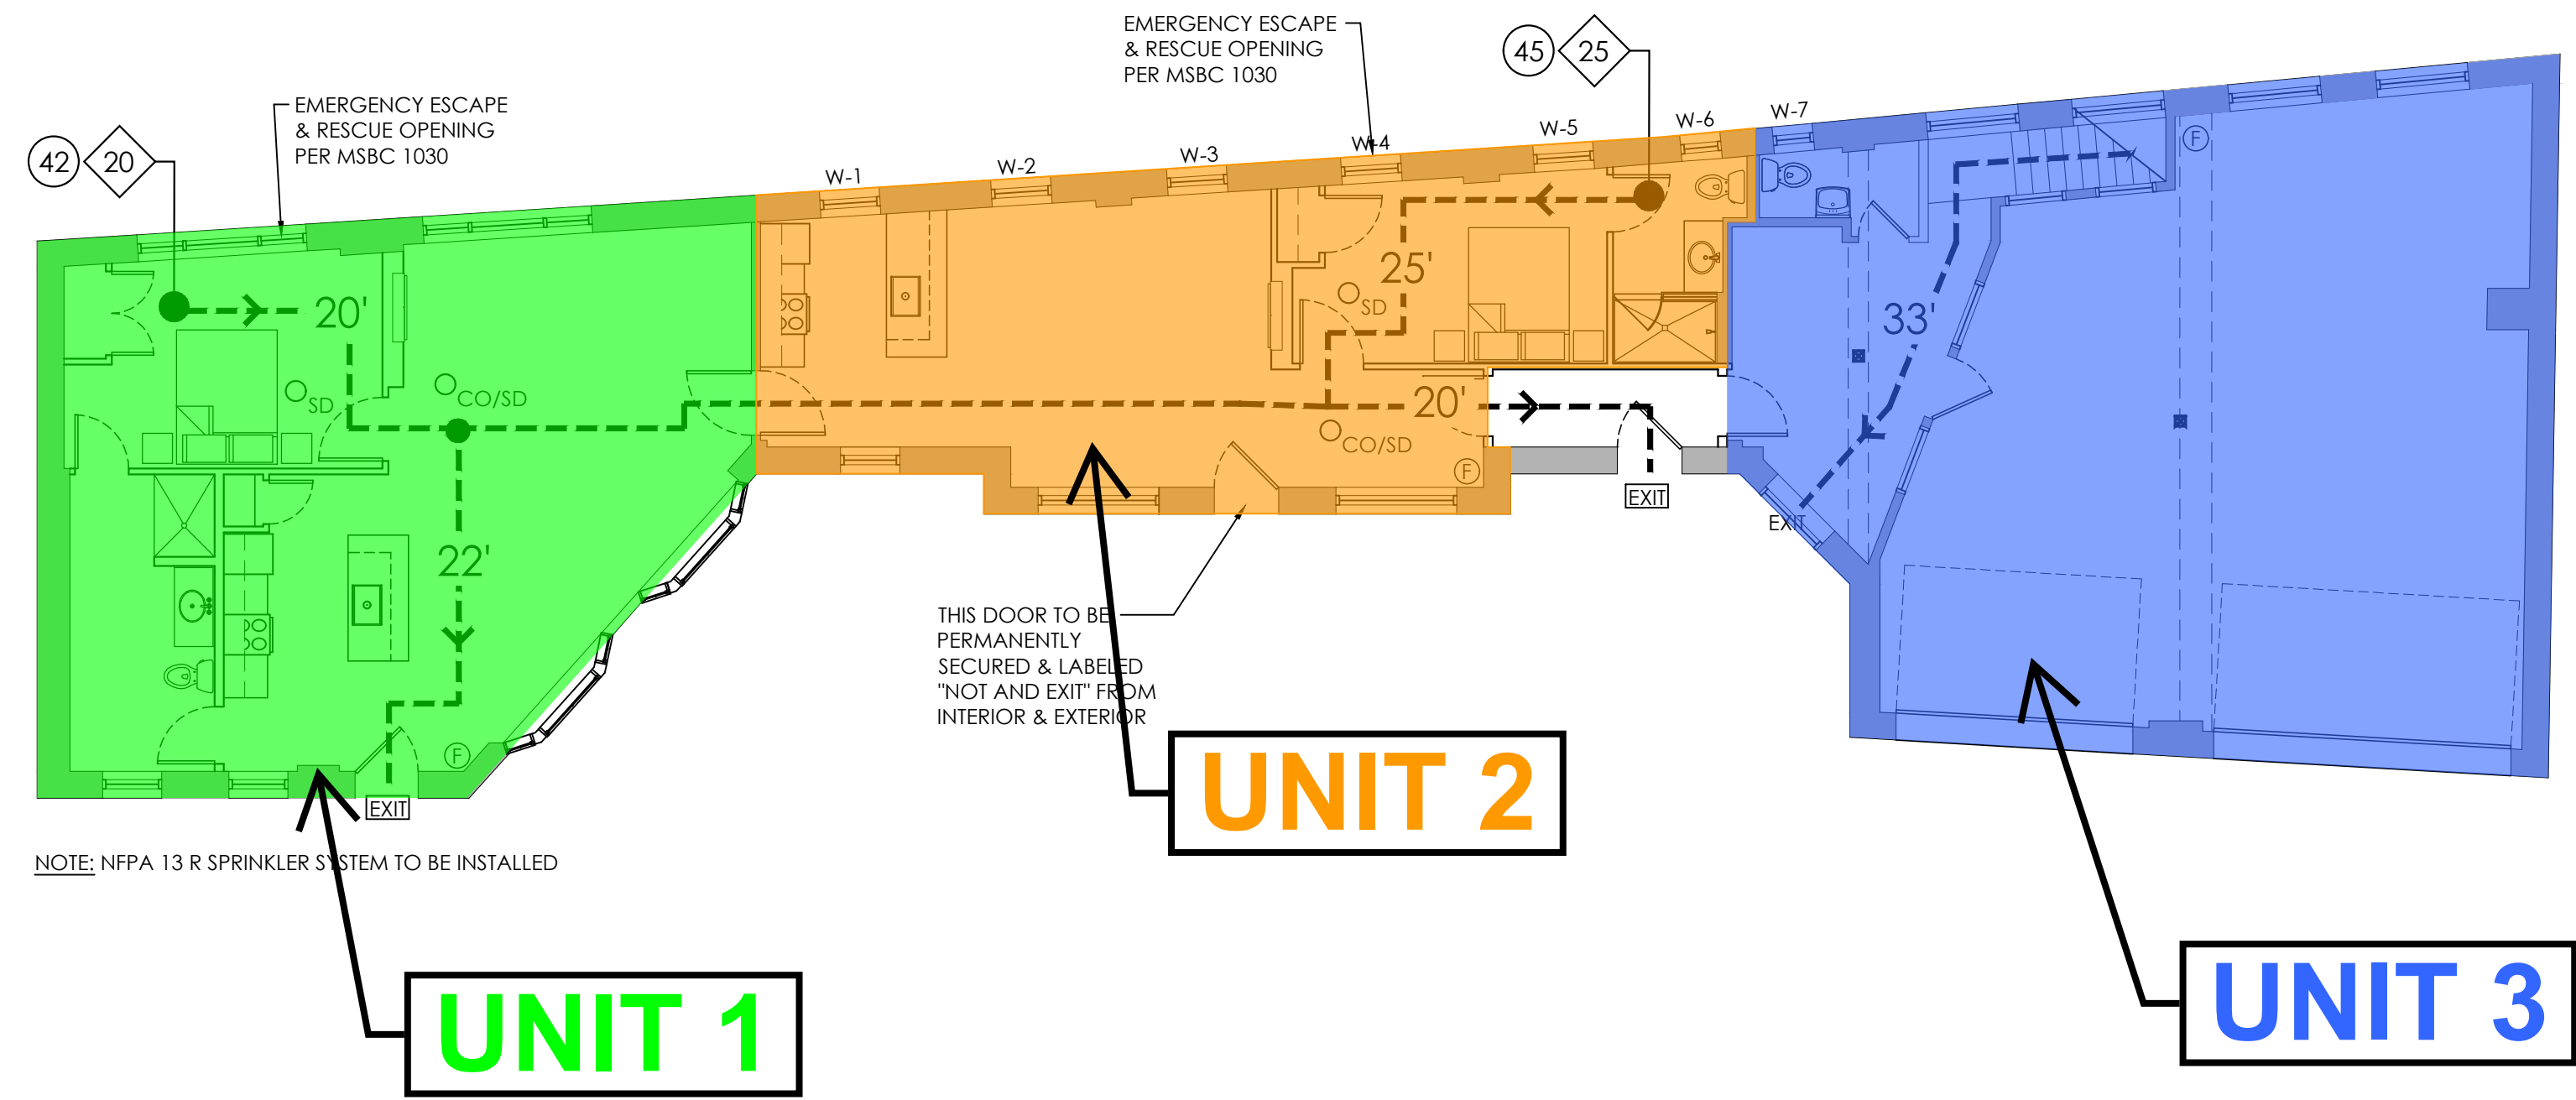 EMERGENCY ESCAPE
& RESCUE OPENING
PER MSBC 1030
45
25
EMERGENCY ESCAPE
& RESCUE OPENING
PER MSBC 1030
42
20
W-1
W-2
W-3
W-4
W-5
W-6
W-7
F
20'
25'
33'
SD
SD
CO/SD
20'
CO/SD
F
EXIT
EXIT
22'
THIS DOOR TO BE
PERMANENTLY
SECURED & LABELED
"NOT AND EXIT" FROM
INTERIOR & EXTERIOR
F
EXIT
UNIT 2
NOTE: NFPA 13 R SPRINKLER SYSTEM TO BE INSTALLED
UNIT 1
UNIT 3